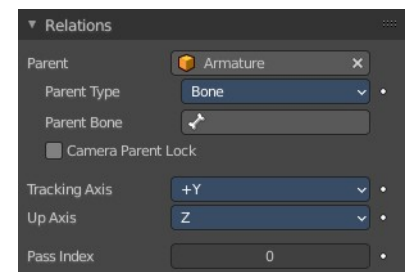 Relations
Parent Armature
Parent Type Bone
Parent Bone
Camera Parent Lock
Tracking Axis +Y
Up Axis Z
Pass Index 0